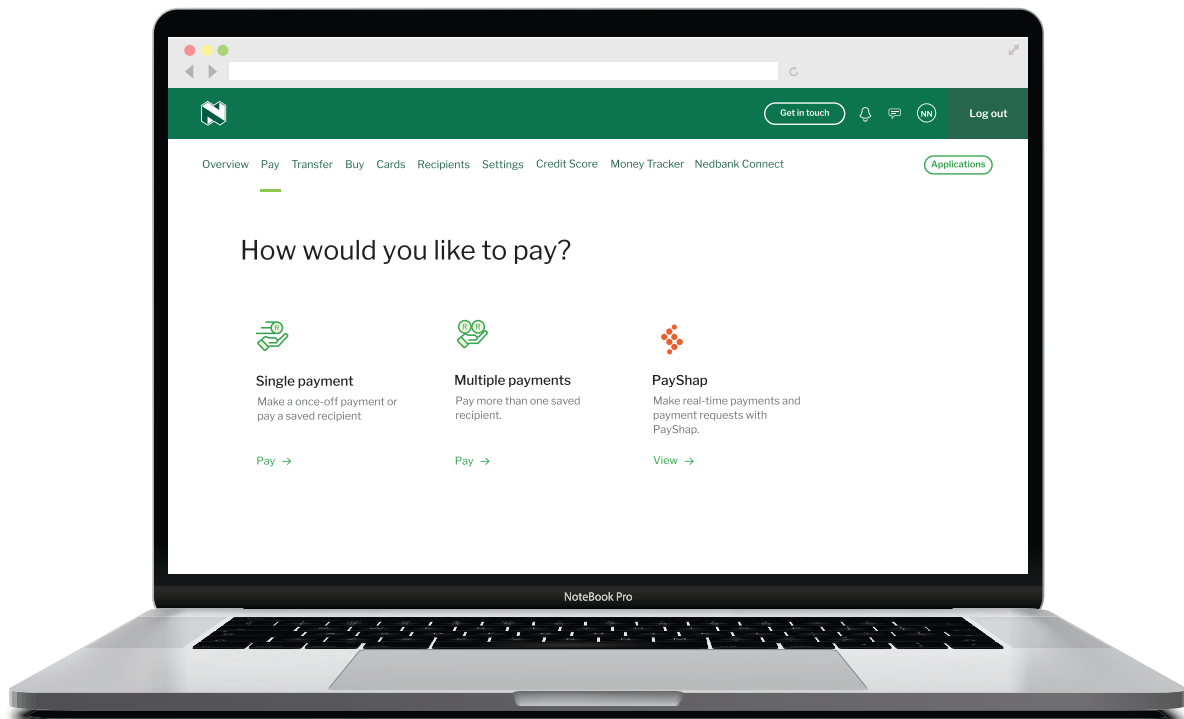 Get in touch NN Log out
Overview Pay Transfer Buy Cards Recipients Settings Credit Score Money Tracker Nedbank Connect Applications
How would you like to pay?
R
R R
Single payment
Make a once-off payment or
pay a saved recipient
Pay →
Multiple payments
Pay more than one saved
recipient.
Pay →
PayShap
Make real-time payments and
payment requests with
PayShap.
View →
NoteBook Pro